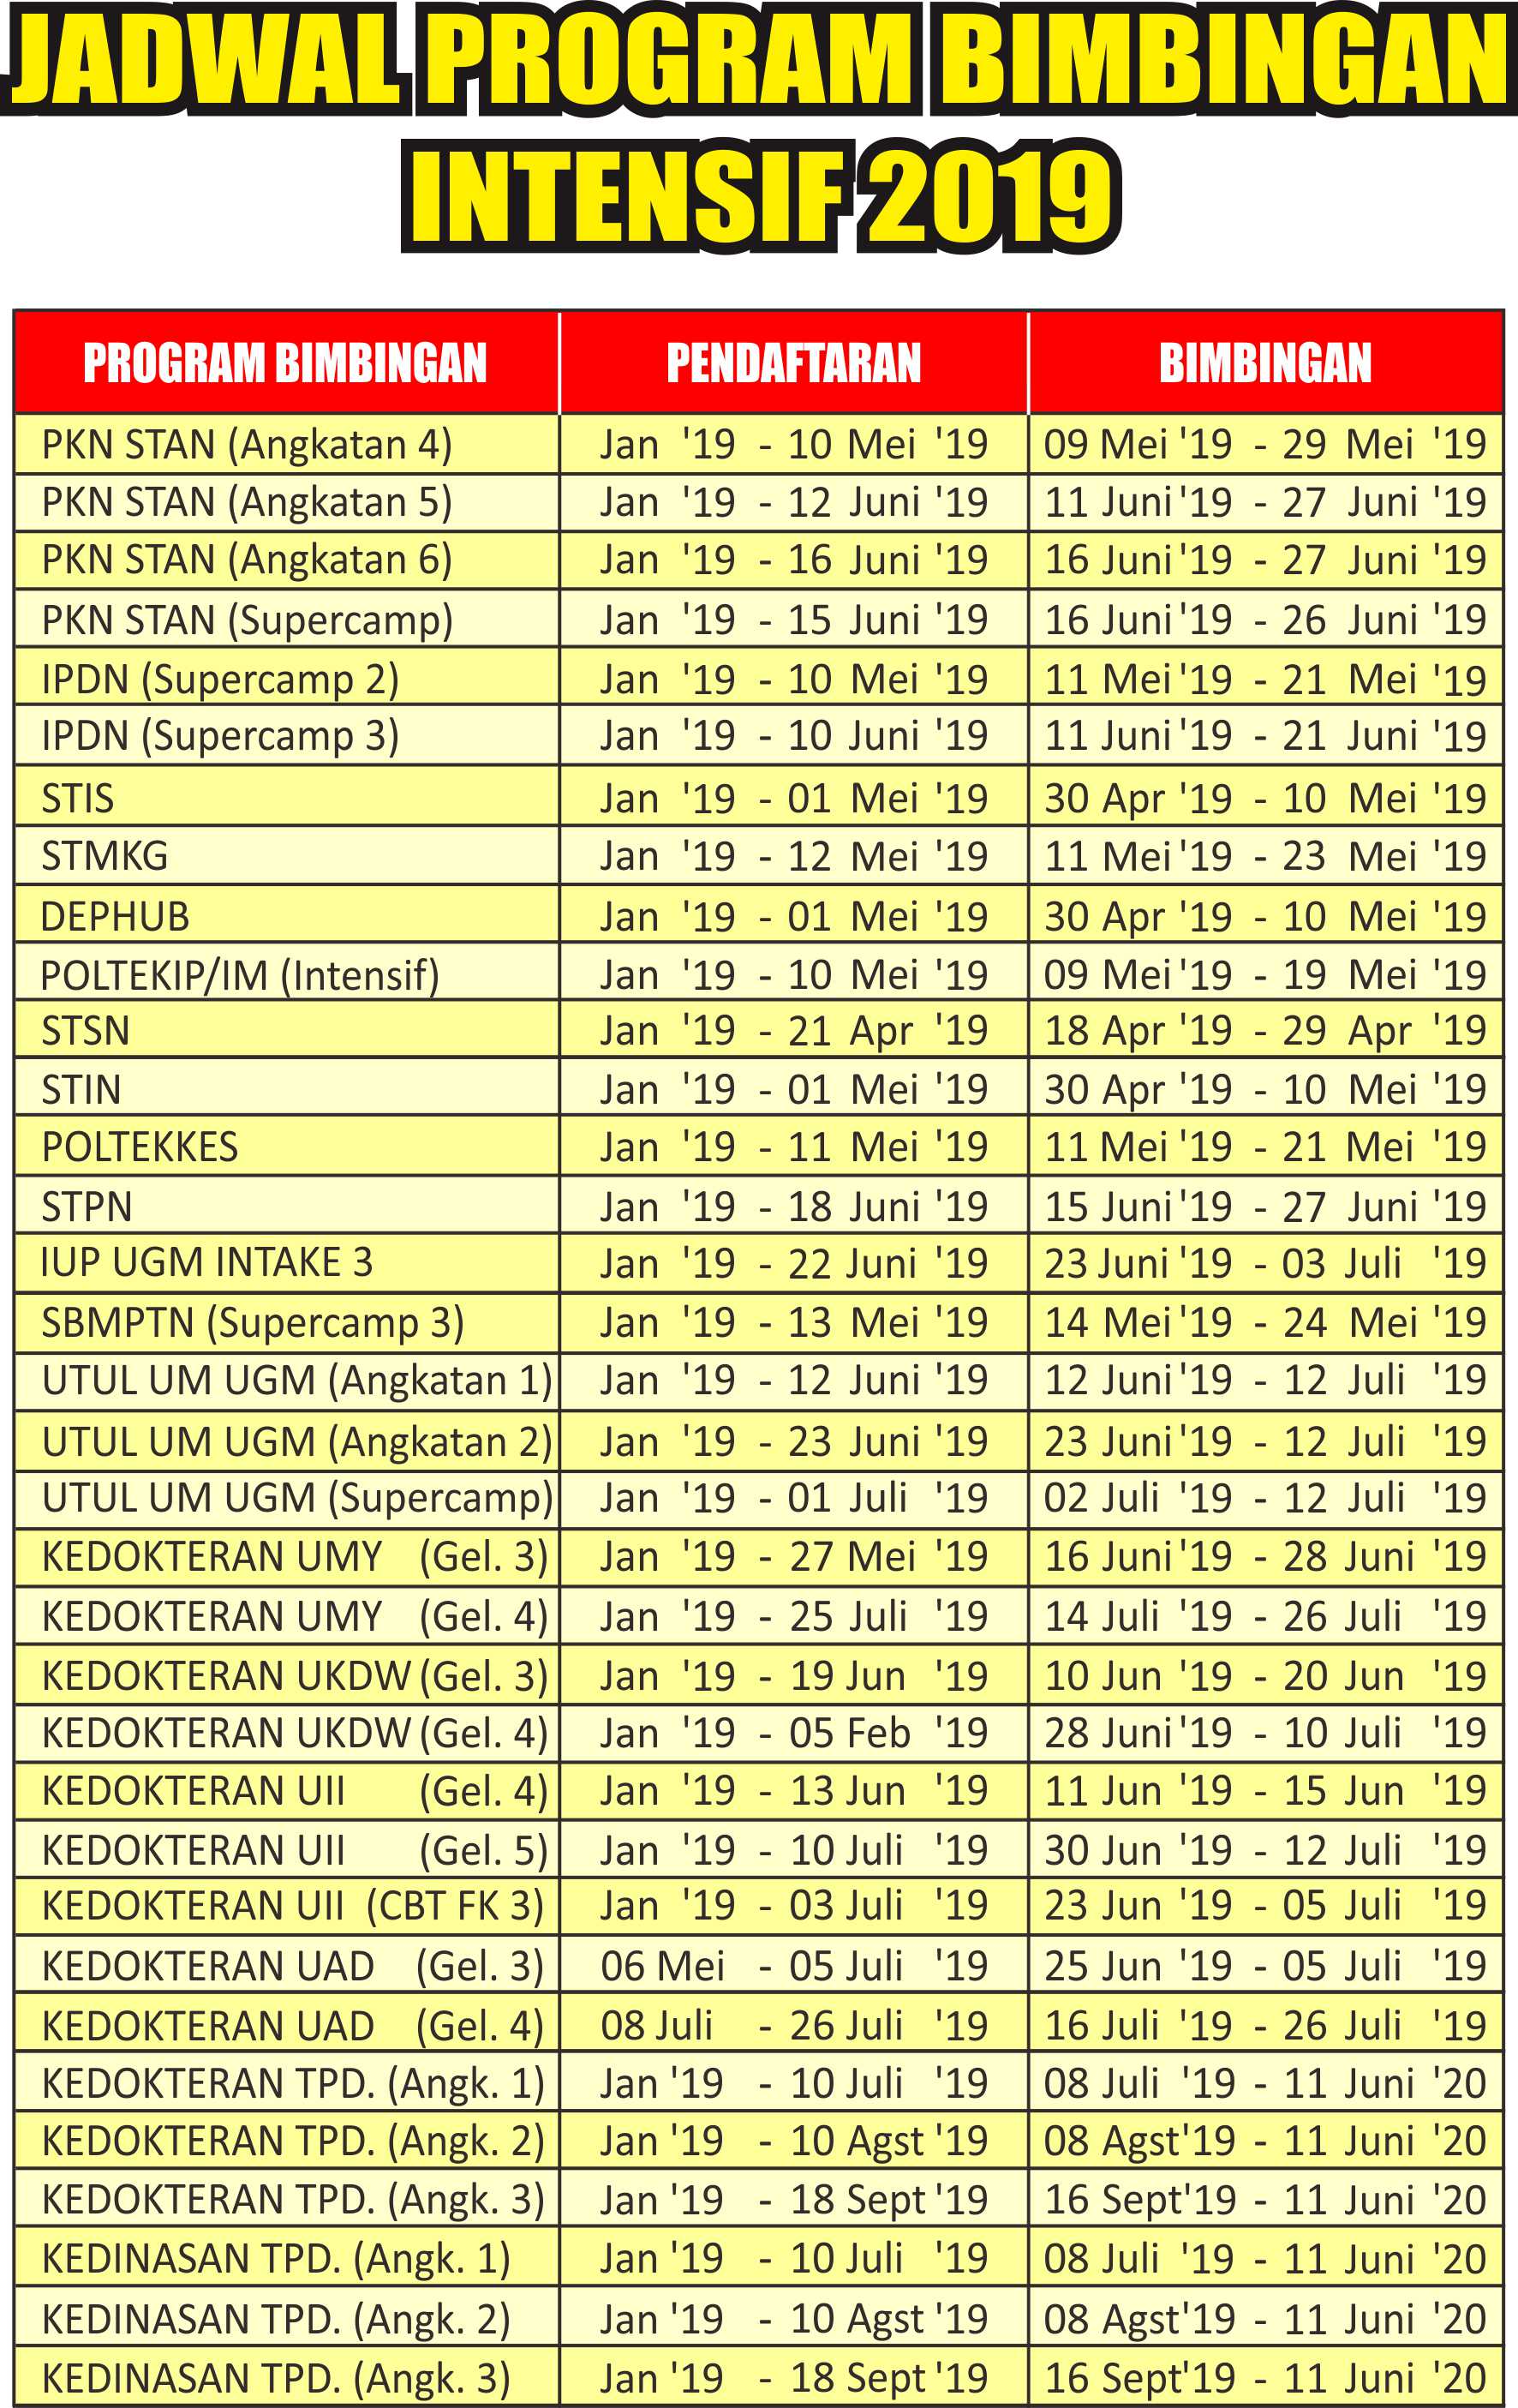 JADWAL PROGRAM BIMBINGAN
INTENSIF 2019
PROGRAM BIMBINGAN PENDAFTARAN BIMBINGAN
PKN STAN (Angkatan 4) Jan '19 - 10 Mei '19 09 Mei '19 - 29 Mei '19
PKN STAN (Angkatan 5) Jan '19 - 12 Juni '19 11 Juni '19 - 27 Juni '19
PKN STAN (Angkatan 6) Jan '19 - 16 Juni '19 16 Juni '19 - 27 Juni '19
PKN STAN (Supercamp) Jan '19 - 15 Juni '19 16 Juni '19 - 26 Juni '19
IPDN (Supercamp 2) Jan '19 - 10 Mei '19 11 Mei '19 - 21 Mei '19
IPDN (Supercamp 3) Jan '19 - 10 Juni '19 11 Juni '19 - 21 Juni '19
STIS Jan '19 - 01 Mei '19 30 Apr '19 - 10 Mei '19
STMKG Jan '19 - 12 Mei '19 11 Mei '19 - 23 Mei '19
DEPHUB Jan '19 - 01 Mei '19 30 Apr '19 - 10 Mei '19
POLTEKIP/IM (Intensif) Jan '19 - 10 Mei '19 09 Mei '19 - 19 Mei '19
STSN Jan '19 - 21 Apr '19 18 Apr '19 - 29 Apr '19
STIN Jan '19 - 01 Mei '19 30 Apr '19 - 10 Mei '19
POLTEKKES Jan '19 - 11 Mei '19 11 Mei '19 - 21 Mei '19
STPN Jan '19 - 18 Juni '19 15 Juni '19 - 27 Juni '19
IUP UGM INTAKE 3 Jan '19 - 22 Juni '19 23 Juni '19 - 03 Juli '19
SBMPTN (Supercamp 3) Jan '19 - 13 Mei '19 14 Mei '19 - 24 Mei '19
UTUL UM UGM (Angkatan 1) Jan '19 - 12 Juni '19 12 Juni '19 - 12 Juli '19
UTUL UM UGM (Angkatan 2) Jan '19 - 23 Juni '19 23 Juni '19 - 12 Juli '19
UTUL UM UGM (Supercamp) Jan '19 - 01 Juli '19 02 Juli '19 - 12 Juli '19
KEDOKTERAN UMY (Gel. 3) Jan '19 - 27 Mei '19 16 Juni '19 - 28 Juni '19
KEDOKTERAN UMY (Gel. 4) Jan '19 - 25 Juli '19 14 Juli '19 - 26 Juli '19
KEDOKTERAN UKDW (Gel. 3) Jan '19 - 19 Jun '19 10 Jun '19 - 20 Jun '19
KEDOKTERAN UKDW (Gel. 4) Jan '19 - 05 Feb '19 28 Juni '19 - 10 Juli '19
KEDOKTERAN UII (Gel. 4) Jan '19 - 13 Jun '19 11 Jun '19 - 15 Jun '19
KEDOKTERAN UII (Gel. 5) Jan '19 - 10 Juli '19 30 Jun '19 - 12 Juli '19
KEDOKTERAN UII (CBT FK 3) Jan '19 - 03 Juli '19 23 Jun '19 - 05 Juli '19
KEDOKTERAN UAD (Gel. 3) 06 Mei - 05 Juli '19 25 Jun '19 - 05 Juli '19
KEDOKTERAN UAD (Gel. 4) 08 Juli - 26 Juli '19 16 Juli '19 - 26 Juli '19
KEDOKTERAN TPD. (Angk. 1) Jan '19 - 10 Juli '19 08 Juli '19 - 11 Juni '20
KEDOKTERAN TPD. (Angk. 2) Jan '19 - 10 Agst '19 08 Agst '19 - 11 Juni '20
KEDOKTERAN TPD. (Angk. 3) Jan '19 - 18 Sept '19 16 Sept '19 - 11 Juni '20
KEDINASAN TPD. (Angk. 1) Jan '19 - 10 Juli '19 08 Juli '19 - 11 Juni '20
KEDINASAN TPD. (Angk. 2) Jan '19 - 10 Agst '19 08 Agst '19 - 11 Juni '20
KEDINASAN TPD. (Angk. 3) Jan '19 - 18 Sept '19 16 Sept '19 - 11 Juni '20